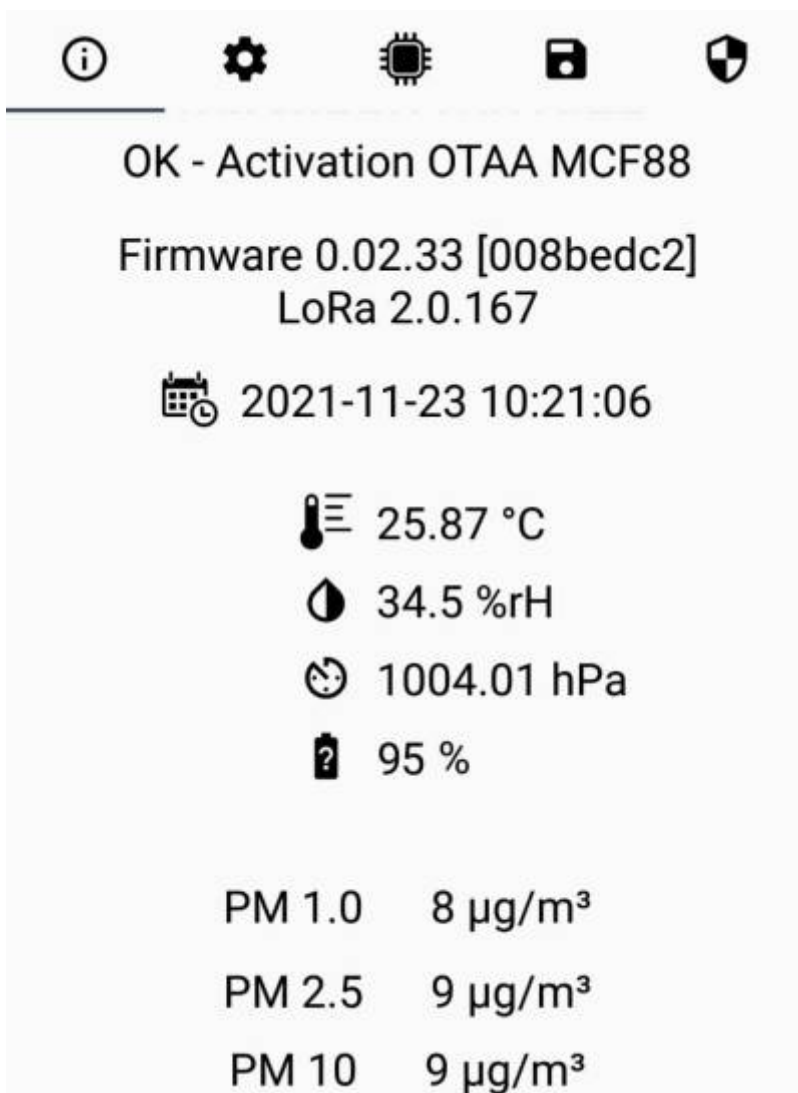 OK - Activation OTAA MCF88
Firmware 0.02.33 [008bedc2]
LoRa 2.0.167
2021-11-23 10:21:06
25.87 °C
34.5 %rH
1004.01 hPa
95 %
PM 1.0 8 µg/m³
PM 2.5 9 µg/m³
PM 10 9 µg/m³